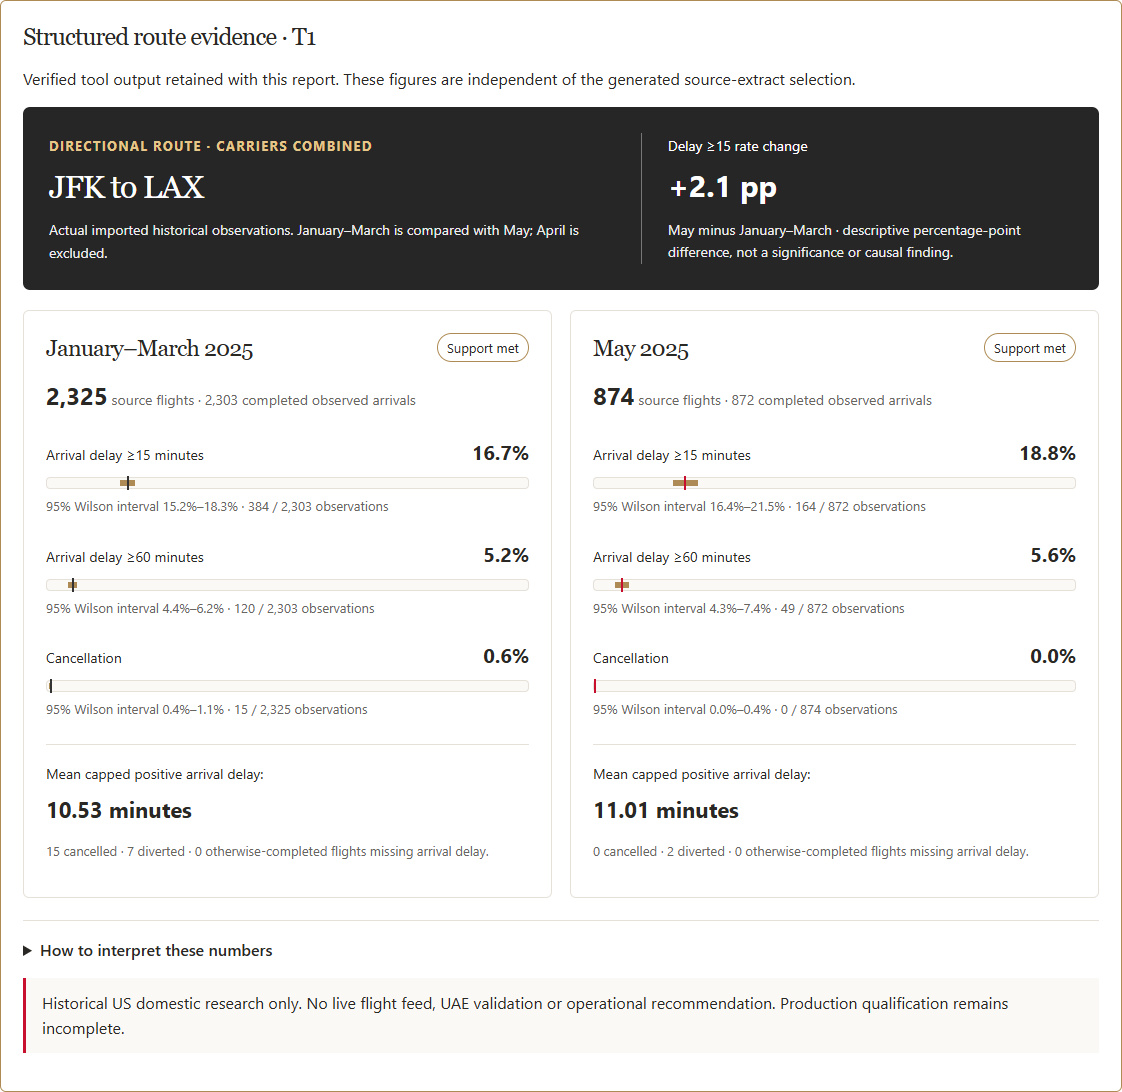 Structured route evidence · T1
Verified tool output retained with this report. These figures are independent of the generated source-extract selection.
DIRECTIONAL ROUTE · CARRIERS COMBINED
JFK to LAX
Actual imported historical observations. January–March is compared with May; April is
excluded.
Delay ≥15 rate change
+2.1 pp
May minus January–March · descriptive percentage-point
difference, not a significance or causal finding.
January–March 2025
Support met
2,325 source flights · 2,303 completed observed arrivals
Arrival delay ≥15 minutes 16.7%
95% Wilson interval 15.2%–18.3% · 384 / 2,303 observations
Arrival delay ≥60 minutes 5.2%
95% Wilson interval 4.4%–6.2% · 120 / 2,303 observations
Cancellation 0.6%
95% Wilson interval 0.4%–1.1% · 15 / 2,325 observations
Mean capped positive arrival delay:
10.53 minutes
15 cancelled · 7 diverted · 0 otherwise-completed flights missing arrival delay.
May 2025
Support met
874 source flights · 872 completed observed arrivals
Arrival delay ≥15 minutes 18.8%
95% Wilson interval 16.4%–21.5% · 164 / 872 observations
Arrival delay ≥60 minutes 5.6%
95% Wilson interval 4.3%–7.4% · 49 / 872 observations
Cancellation 0.0%
95% Wilson interval 0.0%–0.4% · 0 / 874 observations
Mean capped positive arrival delay:
11.01 minutes
0 cancelled · 2 diverted · 0 otherwise-completed flights missing arrival delay.
How to interpret these numbers
Historical US domestic research only. No live flight feed, UAE validation or operational recommendation. Production qualification remains
incomplete.